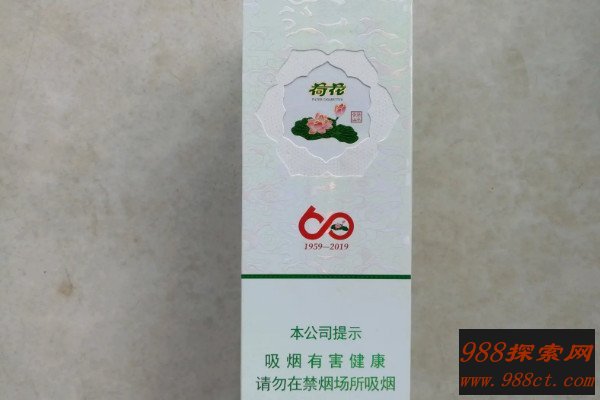 荷花
1959—2019
本公司提示
吸烟有害健康
请勿在禁烟场所吸烟
988探索网
www.988ct.com